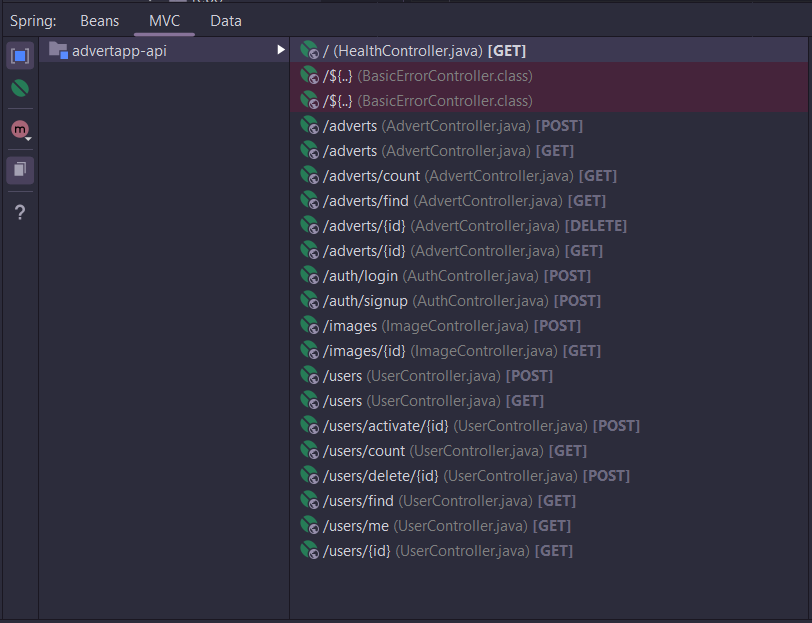 Spring: Beans MVC Data
advertapp-api
/ (HealthController.java) [GET]
/${..} (BasicErrorController.class)
/${..} (BasicErrorController.class)
/adverts (AdvertController.java) [POST]
/adverts (AdvertController.java) [GET]
/adverts/count (AdvertController.java) [GET]
/adverts/find (AdvertController.java) [GET]
/adverts/{id} (AdvertController.java) [DELETE]
/adverts/{id} (AdvertController.java) [GET]
/auth/login (AuthController.java) [POST]
/auth/signup (AuthController.java) [POST]
/images (ImageController.java) [POST]
/images/{id} (ImageController.java) [GET]
/users (UserController.java) [POST]
/users (UserController.java) [GET]
/users/activate/{id} (UserController.java) [POST]
/users/count (UserController.java) [GET]
/users/delete/{id} (UserController.java) [POST]
/users/find (UserController.java) [GET]
/users/me (UserController.java) [GET]
/users/{id} (UserController.java) [GET]
m
?